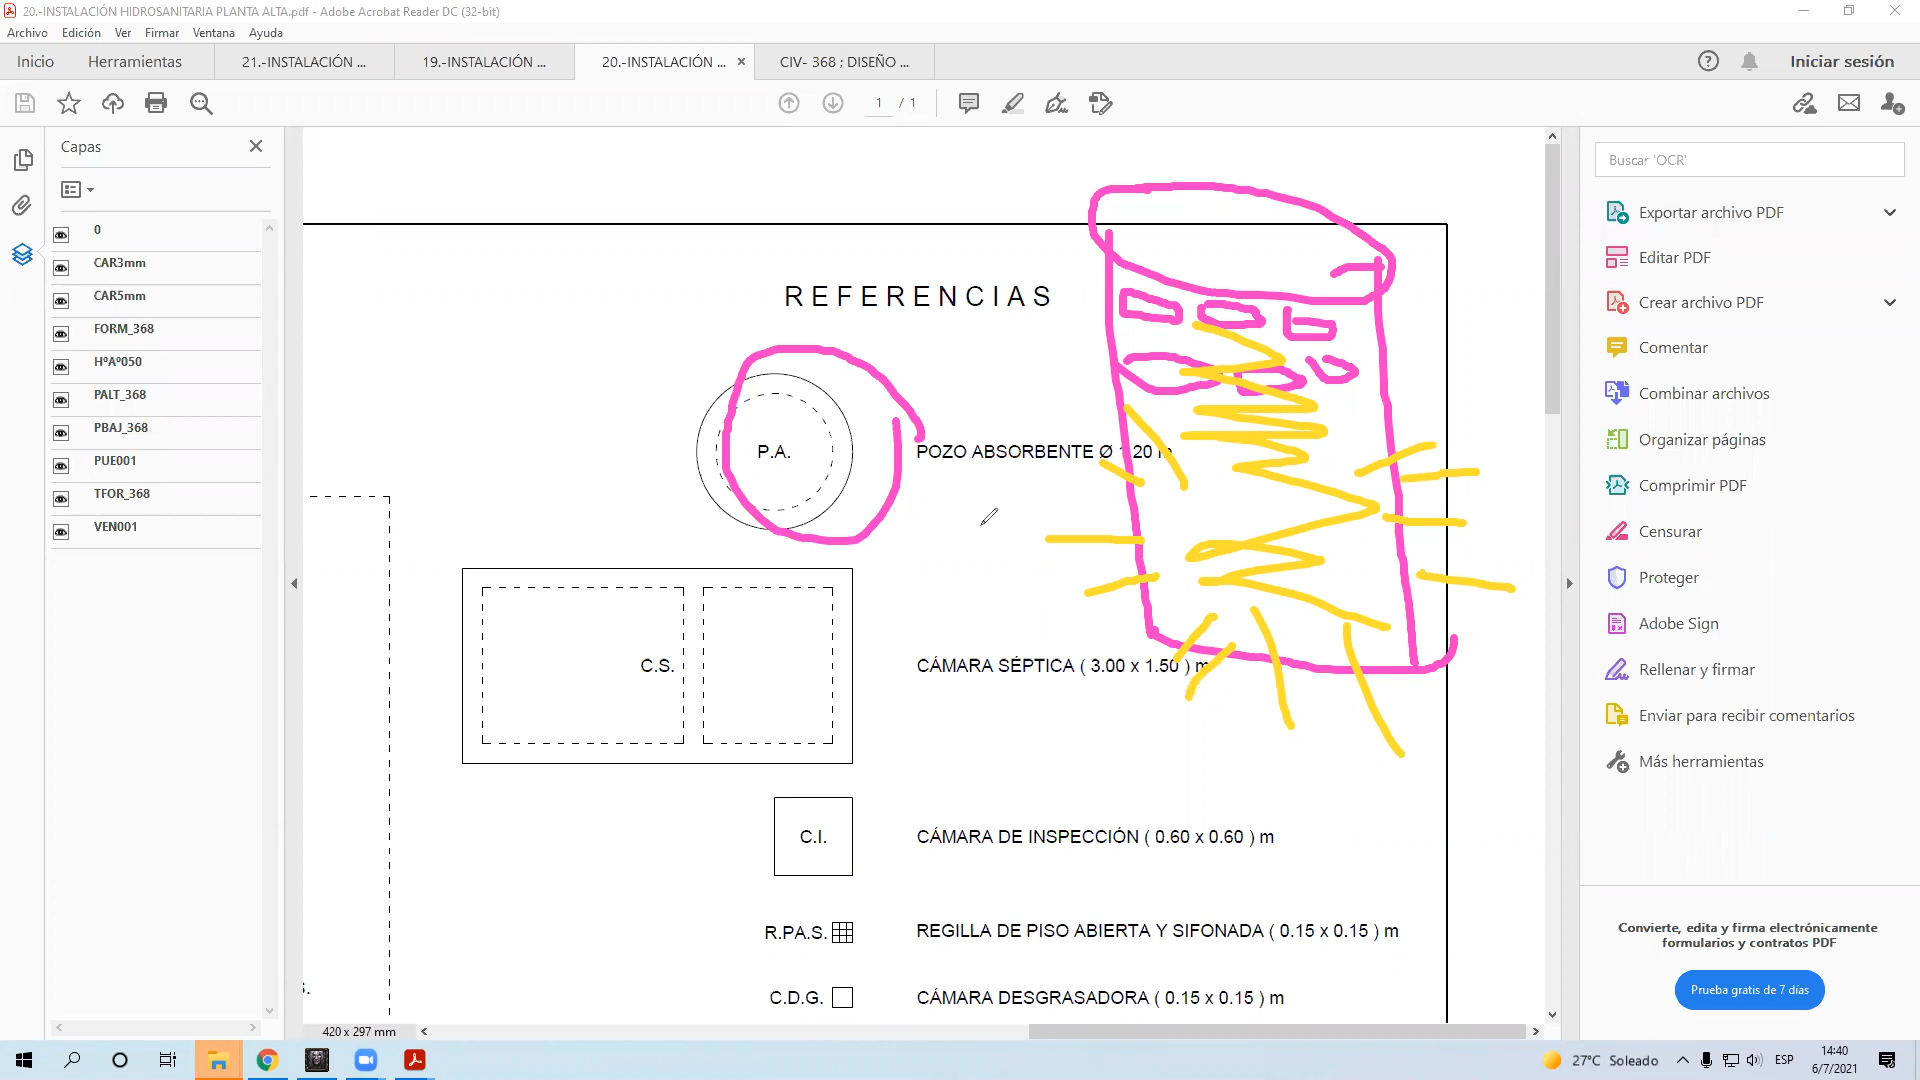 20.-INSTALACIÓN HIDROSANITARIA PLANTA ALTA.pdf - Adobe Acrobat Reader DC (32-bit)
Archivo Edición Ver Firmar Ventana Ayuda
Inicio Herramientas 21.-INSTALACIÓN ... 19.-INSTALACIÓN ... 20.-INSTALACIÓN ... CIV- 368 ; DISEÑO ... Iniciar sesión
1 / 1
Capas
0
CAR3mm
CAR5mm
FORM_368
HºAº050
PALT_368
PBAJ_368
PUE001
TFOR_368
VEN001
REFERENCIAS
P.A. POZO ABSORBENTE Ø 1.20 m
C.S. CÁMARA SÉPTICA ( 3.00 x 1.50 ) m
C.I. CÁMARA DE INSPECCIÓN ( 0.60 x 0.60 ) m
R.PA.S. REGILLA DE PISO ABIERTA Y SIFONADA ( 0.15 x 0.15 ) m
C.D.G. CÁMARA DESGRASADORA ( 0.15 x 0.15 ) m
420 x 297 mm
Buscar 'OCR'
Exportar archivo PDF
Editar PDF
Crear archivo PDF
Comentar
Combinar archivos
Organizar páginas
Comprimir PDF
Censurar
Proteger
Adobe Sign
Rellenar y firmar
Enviar para recibir comentarios
Más herramientas
Convierte, edita y firma electrónicamente
formularios y contratos PDF
Prueba gratis de 7 días
27°C Soleado
ESP
14:40
6/7/2021